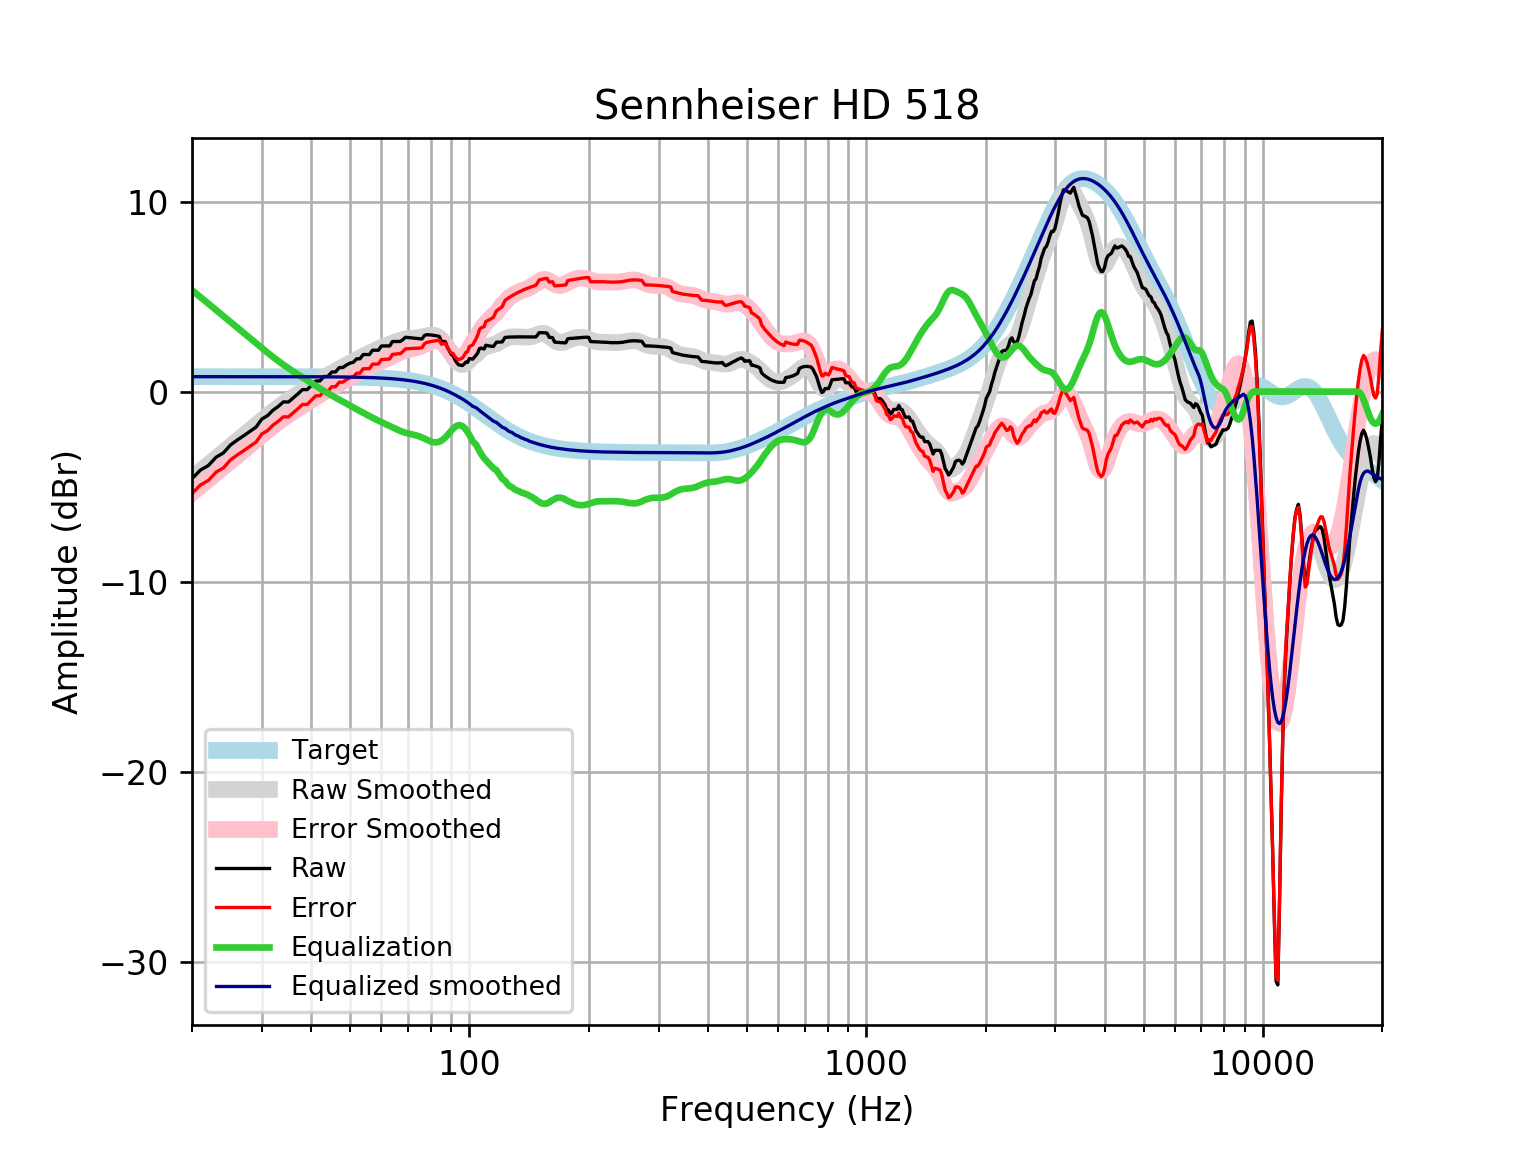 Sennheiser HD 518
10
0
−10
−20
−30
Amplitude (dBr)
Target
Raw Smoothed
Error Smoothed
Raw
Error
Equalization
Equalized smoothed
100
1000
10000
Frequency (Hz)